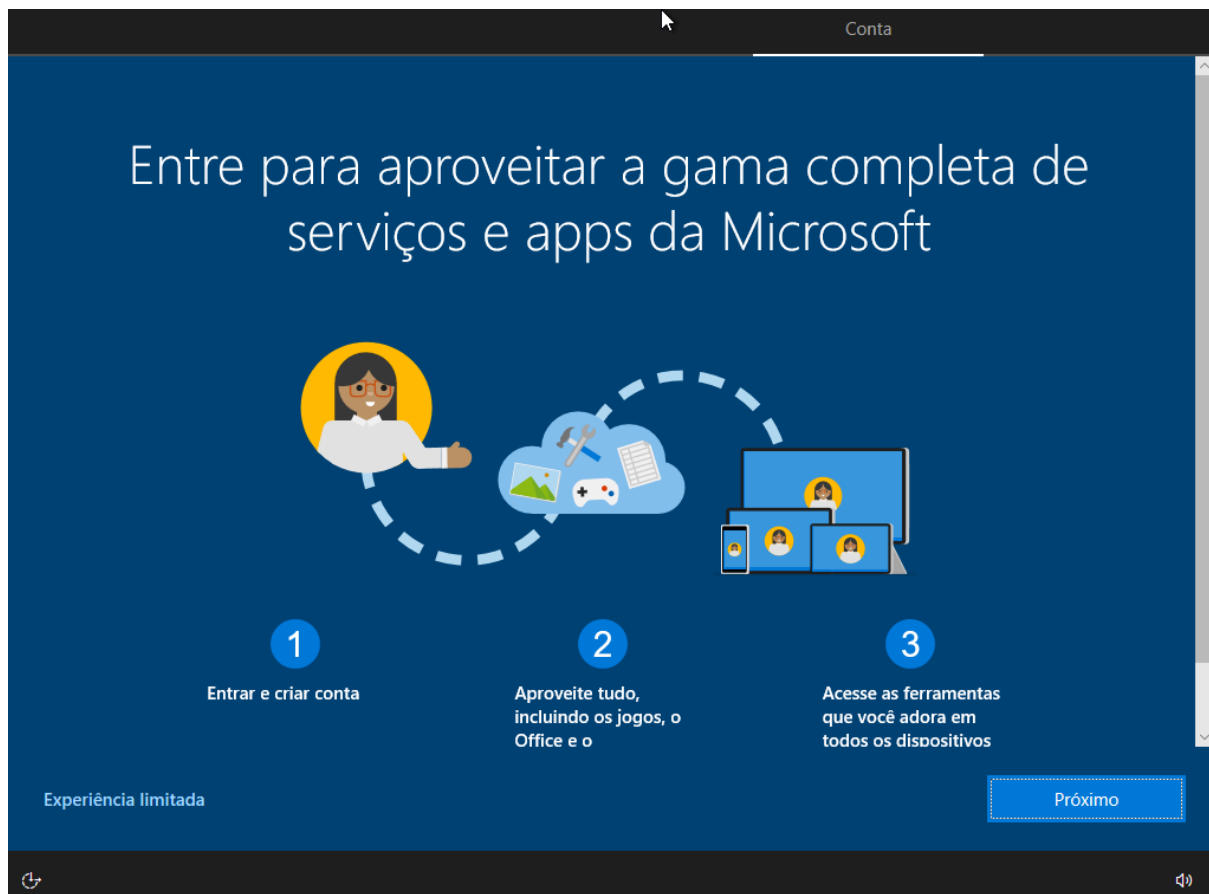 Conta
Entre para aproveitar a gama completa de
serviços e apps da Microsoft
1
Entrar e criar conta
2
Aproveite tudo,
incluindo os jogos, o
Office e o
3
Acesse as ferramentas
que você adora em
todos os dispositivos
Experiência limitada
Próximo